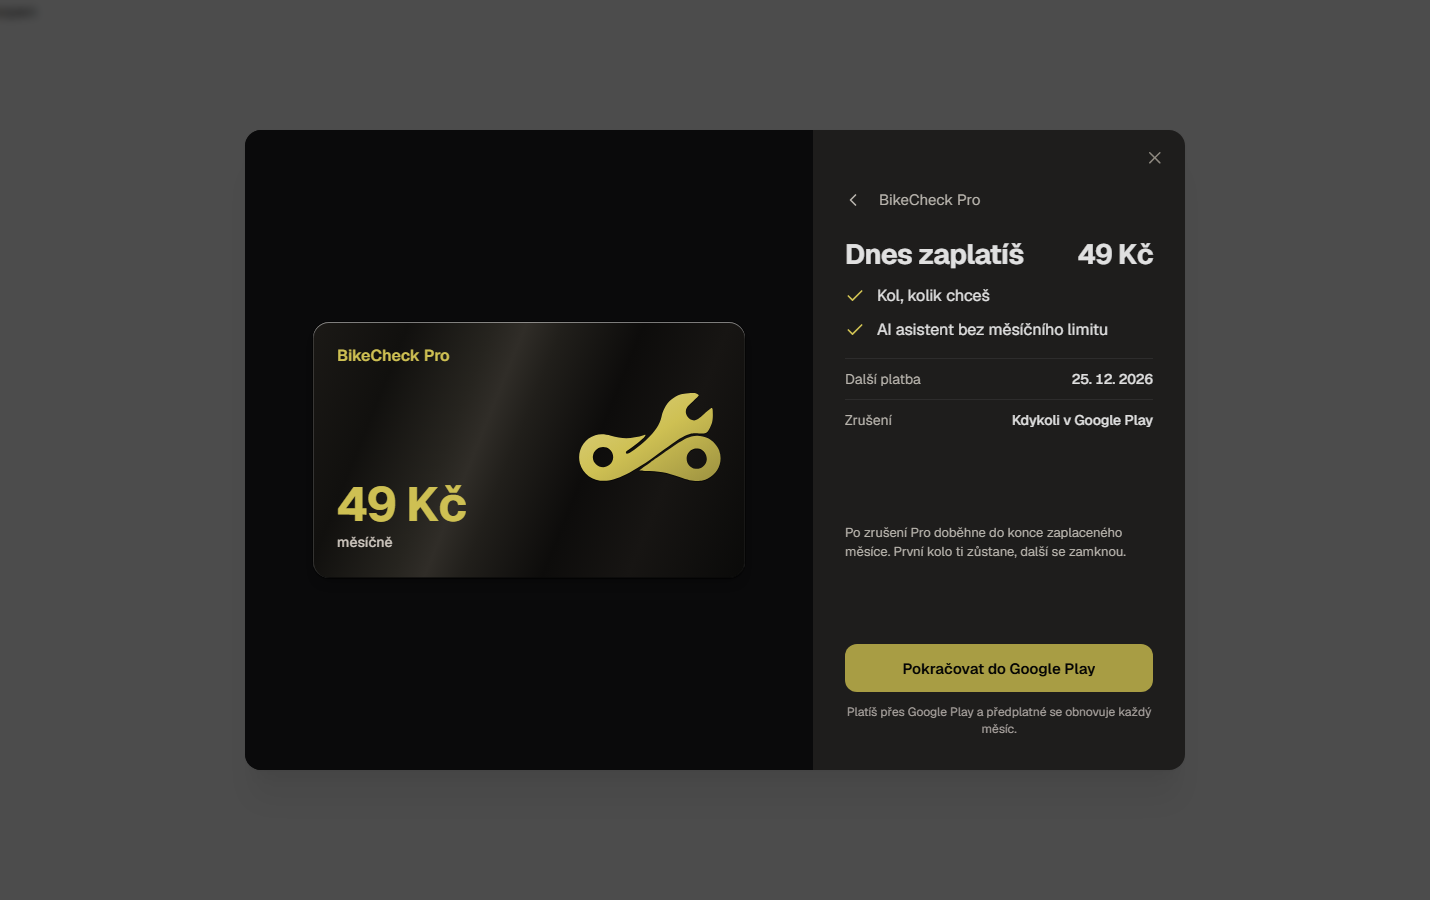 BikeCheck Pro
49 Kč
měsíčně
BikeCheck Pro
Dnes zaplatíš 49 Kč
Kol, kolik chceš
AI asistent bez měsíčního limitu
Další platba 25. 12. 2026
Zrušení Kdykoli v Google Play
Po zrušení Pro doběhne do konce zaplaceného
měsíce. První kolo ti zůstane, další se zamknou.
Pokračovat do Google Play
Platíš přes Google Play a předplatné se obnovuje každý
měsíc.